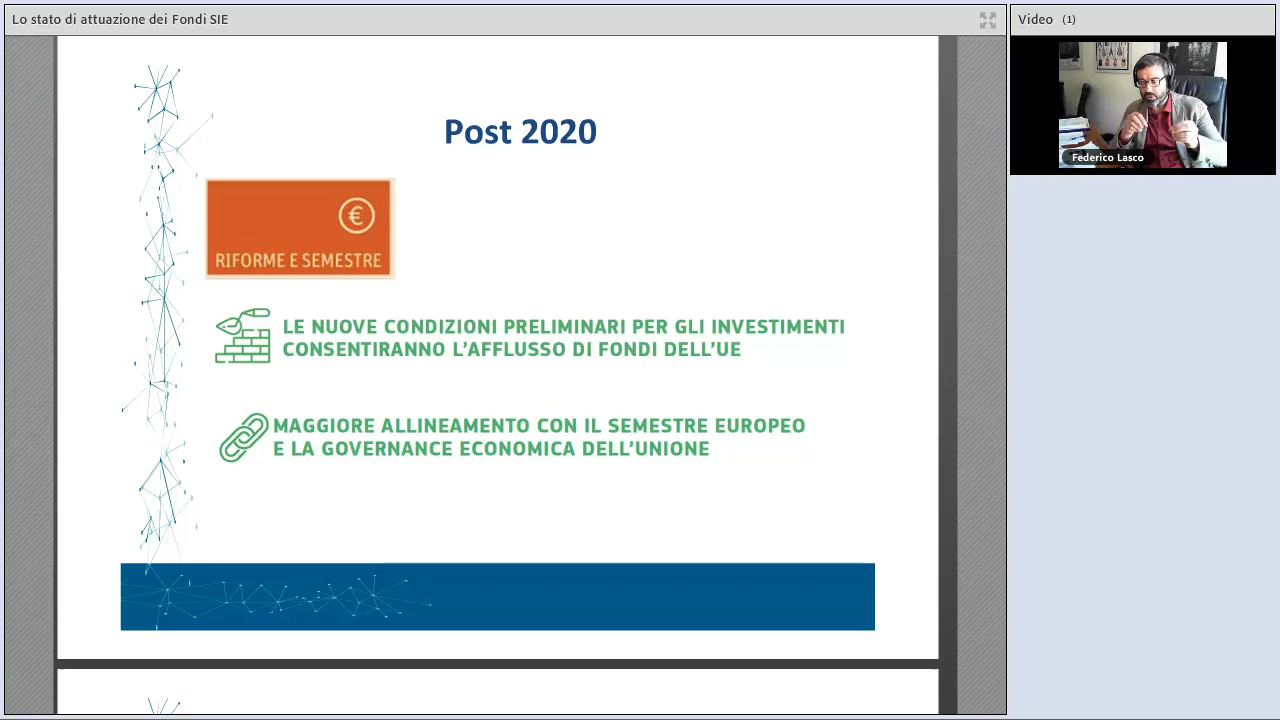 Lo stato di attuazione dei Fondi SIE
Video (1)
Federico Lasco
Post 2020
€
RIFORME E SEMESTRE
LE NUOVE CONDIZIONI PRELIMINARI PER GLI INVESTIMENTI
CONSENTIRANNO L'AFFLUSSO DI FONDI DELL'UE
MAGGIORE ALLINEAMENTO CON IL SEMESTRE EUROPEO
E LA GOVERNANCE ECONOMICA DELL'UNIONE